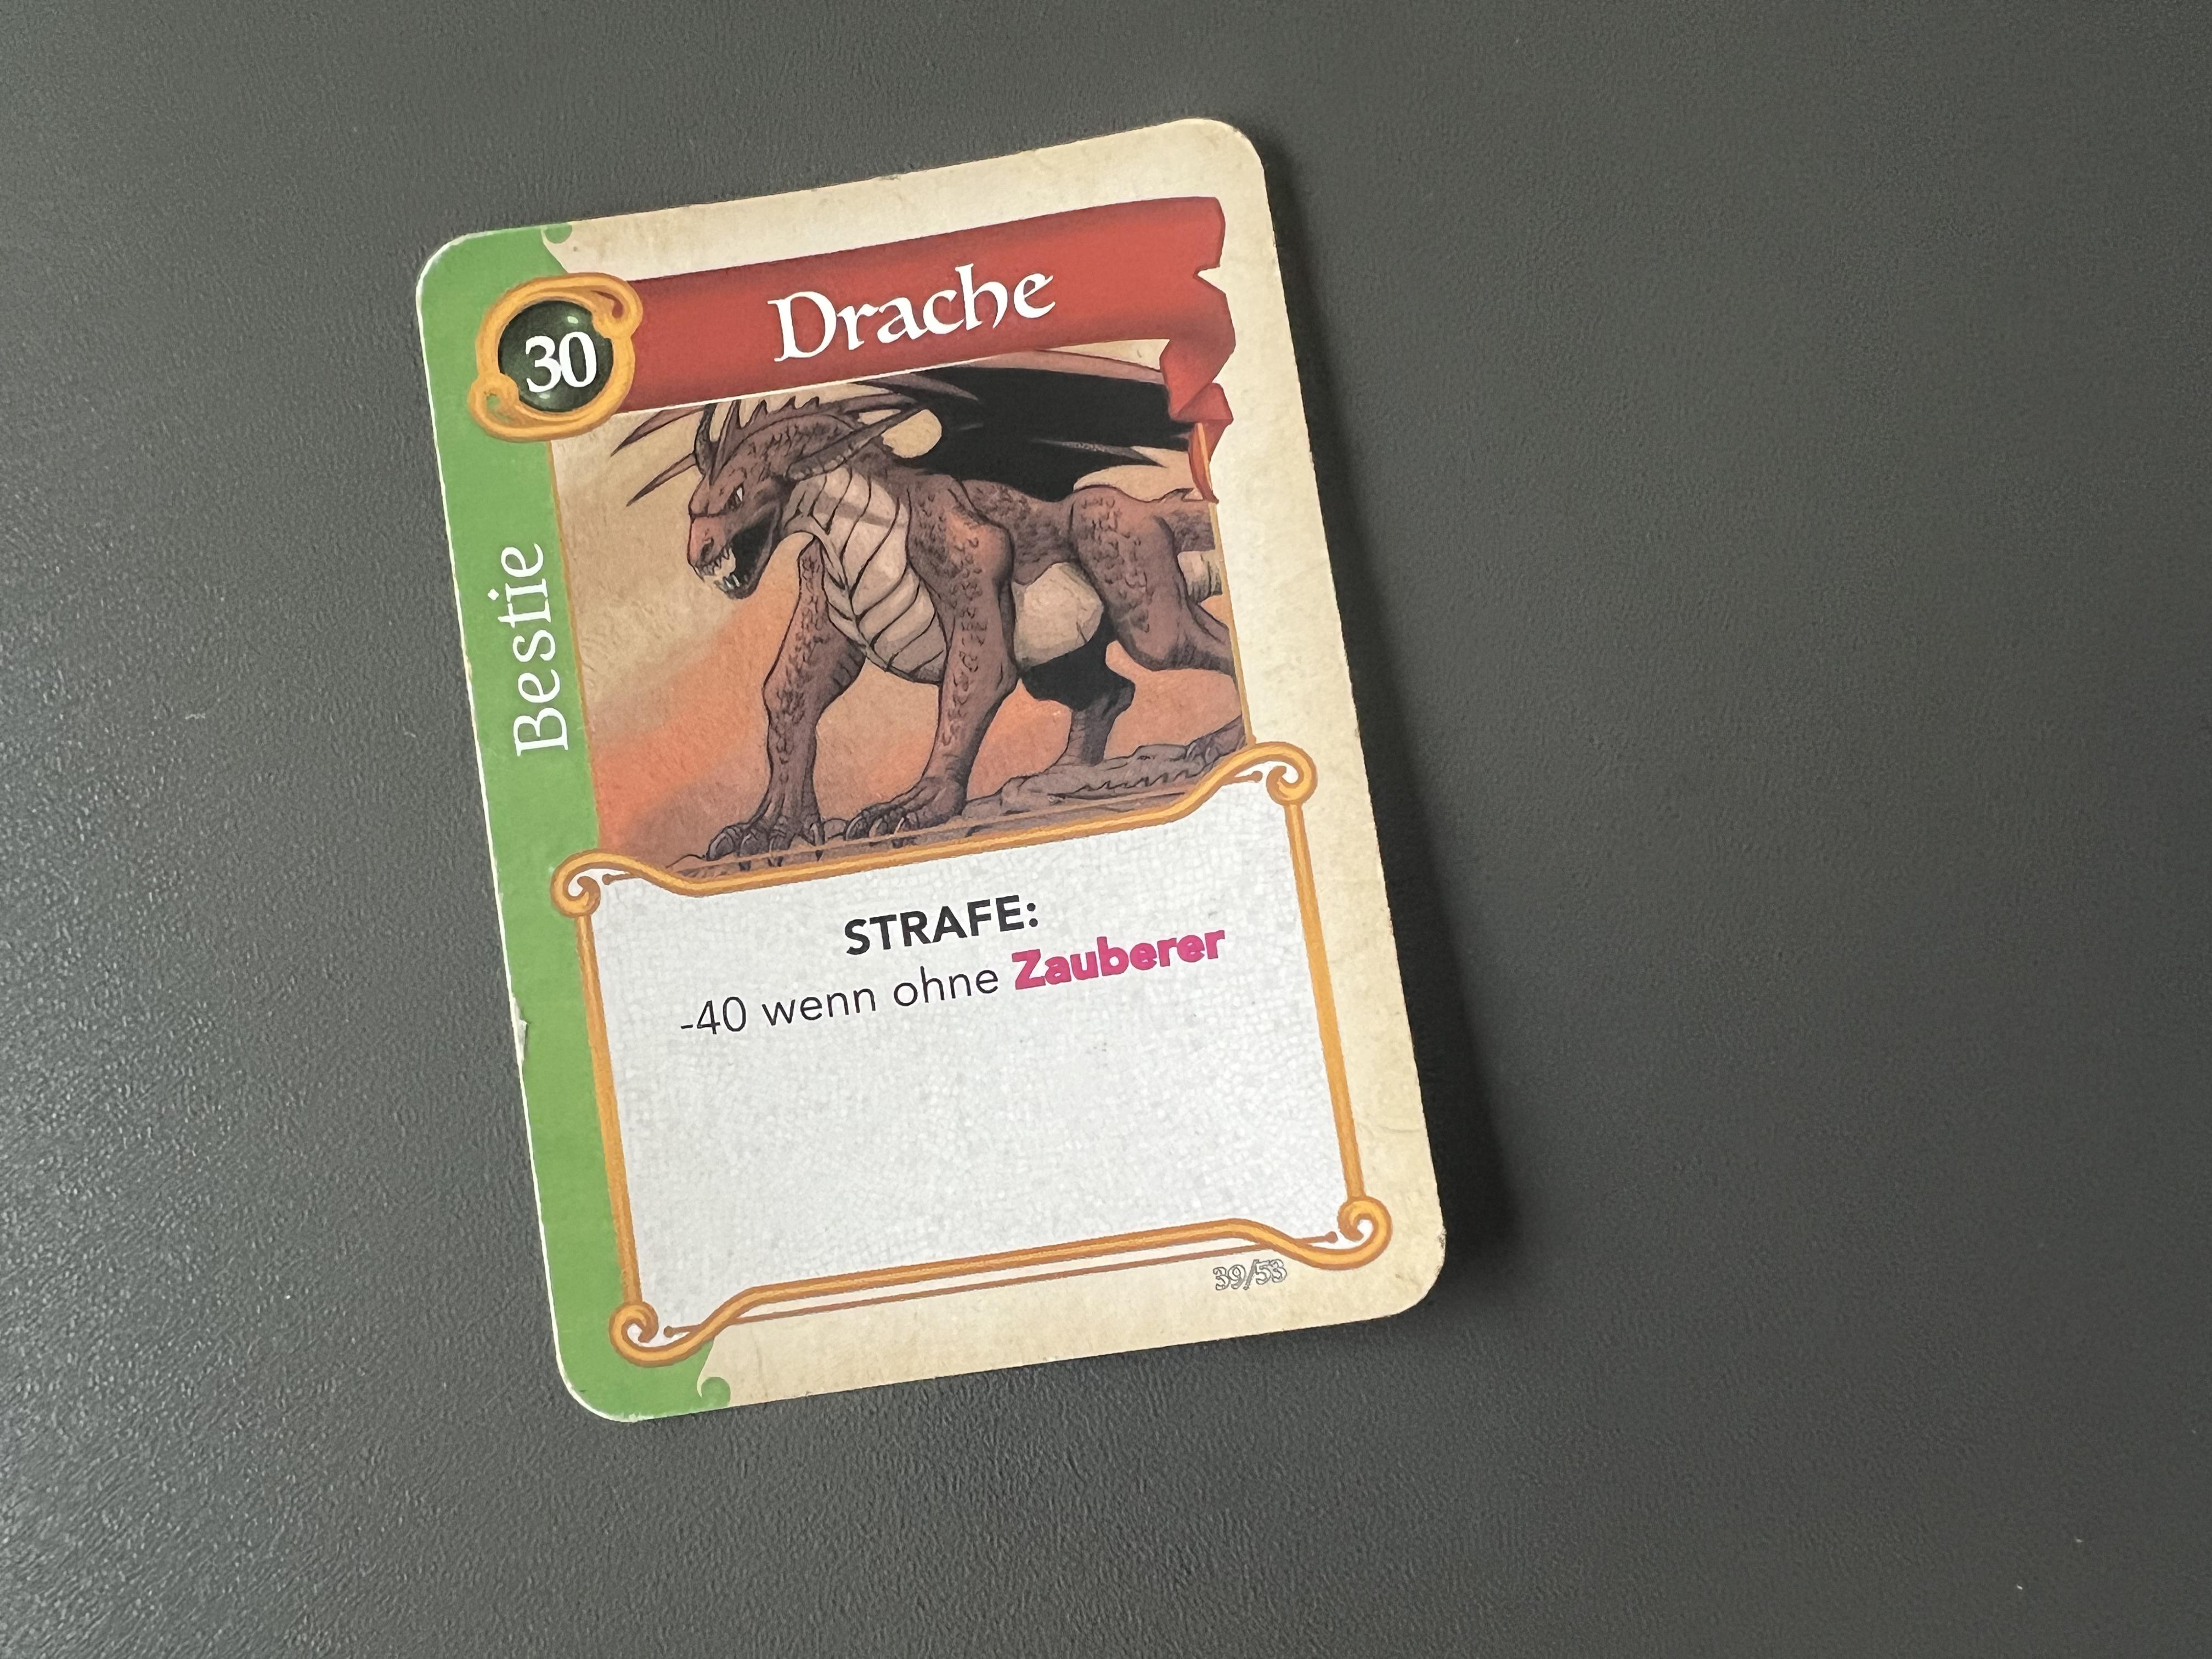 30
Drache
Bestie
STRAFE:
-40 wenn ohne Zauberer
39/53